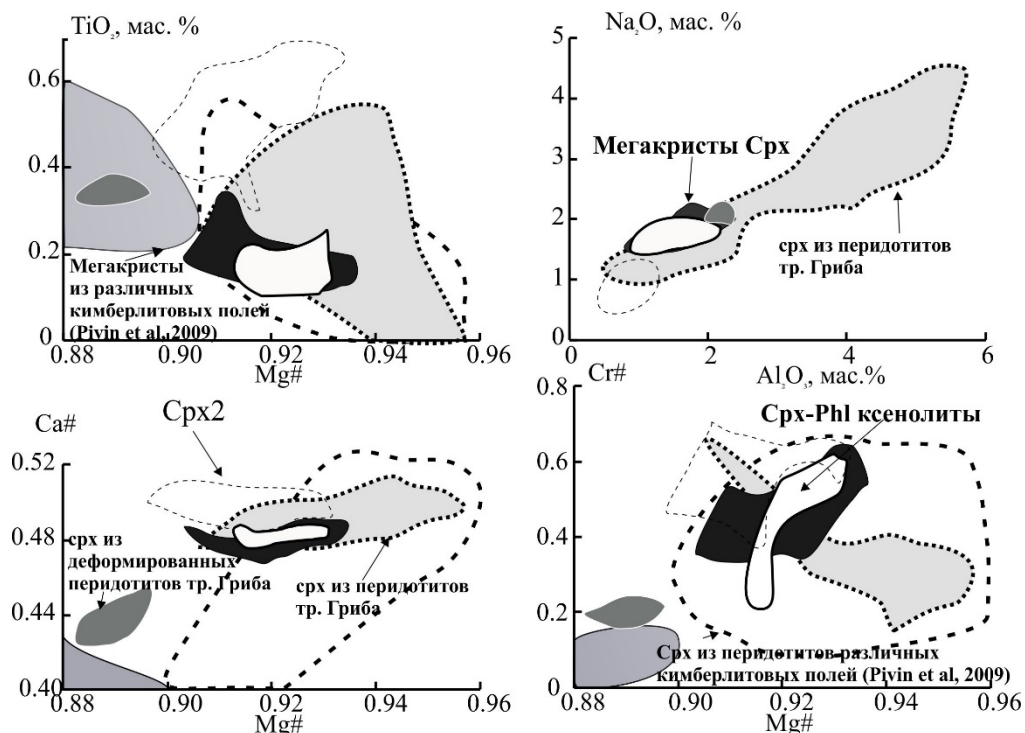 TiO₂, мас. %
0.6
0.4
0.2
0
0.88
0.90
0.92
0.94
0.96
Mg#
Мегакристы
из различных
кимберлитовых полей
(Pivin et al, 2009)
Na₂O, мас. %
5
4
3
2
1
0
0
2
4
6
Al₂O₃, мас.%
Мегакристы Cpx
cpx из перидотитов
тр. Гриба
Ca#
Cpx2
0.52
0.48
0.44
0.40
0.88
0.90
0.92
0.94
0.96
Mg#
cpx из
деформированных
перидотитов тр. Гриба
cpx из перидотитов
тр. Гриба
Cr#
0.8
0.6
0.4
0.2
0
0.88
0.90
0.92
0.94
0.96
Mg#
Cpx-Phl ксенолиты
Cpx из перидотитов различных
кимберлитовых полей (Pivin et al, 2009)